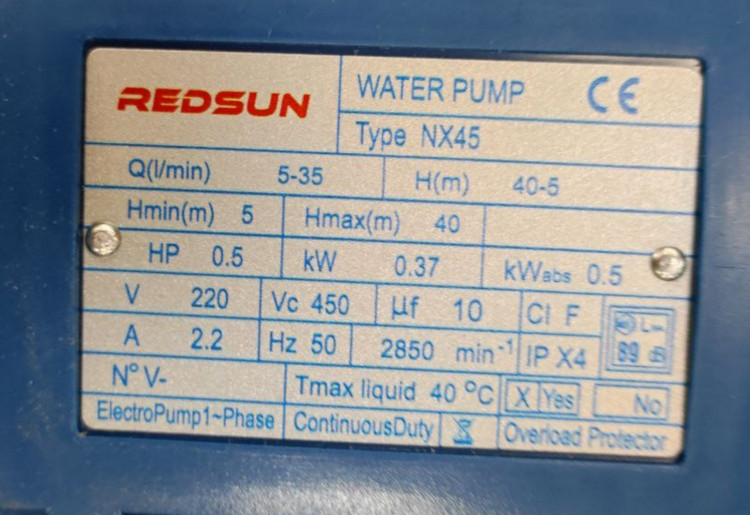 REDSUN
WATER PUMP CE
Type NX45
Q(l/min) 5-35 H(m) 40-5
Hmin(m) 5 Hmax(m) 40
HP 0.5 kW 0.37 kWabs 0.5
V 220 Vc 450 µf 10 Cl F
A 2.2 Hz 50 2850 min⁻¹ IP X4
89 dB
N° V- Tmax liquid 40 °C X Yes No
ElectroPump1~Phase ContinuousDuty Overload Protector